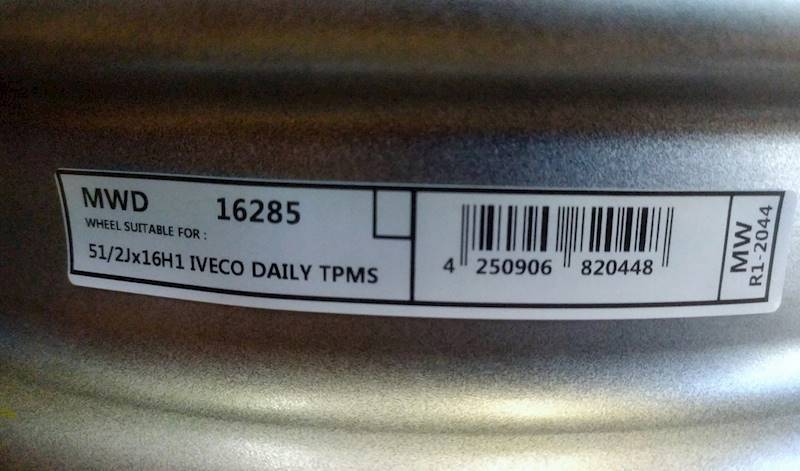 MWD 16285
WHEEL SUITABLE FOR :
51/2Jx16H1 IVECO DAILY TPMS
4 250906 820448
MW
R1-2044